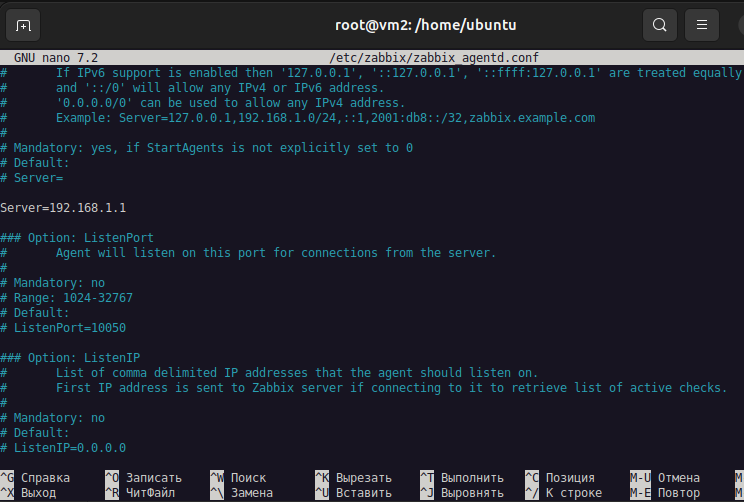 root@vm2: /home/ubuntu
GNU nano 7.2 /etc/zabbix/zabbix_agentd.conf
#       If IPv6 support is enabled then '127.0.0.1', '::127.0.0.1', '::ffff:127.0.0.1' are treated equally
#       and '::/0' will allow any IPv4 or IPv6 address.
#       '0.0.0.0/0' can be used to allow any IPv4 address.
#       Example: Server=127.0.0.1,192.168.1.0/24,::1,2001:db8::/32,zabbix.example.com
#
# Mandatory: yes, if StartAgents is not explicitly set to 0
# Default:
# Server=
Server=192.168.1.1
### Option: ListenPort
#       Agent will listen on this port for connections from the server.
#
# Mandatory: no
# Range: 1024-32767
# Default:
# ListenPort=10050
### Option: ListenIP
#       List of comma delimited IP addresses that the agent should listen on.
#       First IP address is sent to Zabbix server if connecting to it to retrieve list of active checks.
#
# Mandatory: no
# Default:
# ListenIP=0.0.0.0
^G Справка ^O Записать ^W Поиск ^K Вырезать ^T Выполнить ^C Позиция M-U Отмена M
^X Выход ^R ЧитФайл ^\ Замена ^U Вставить ^J Выровнять ^/ К строке M-E Повтор M